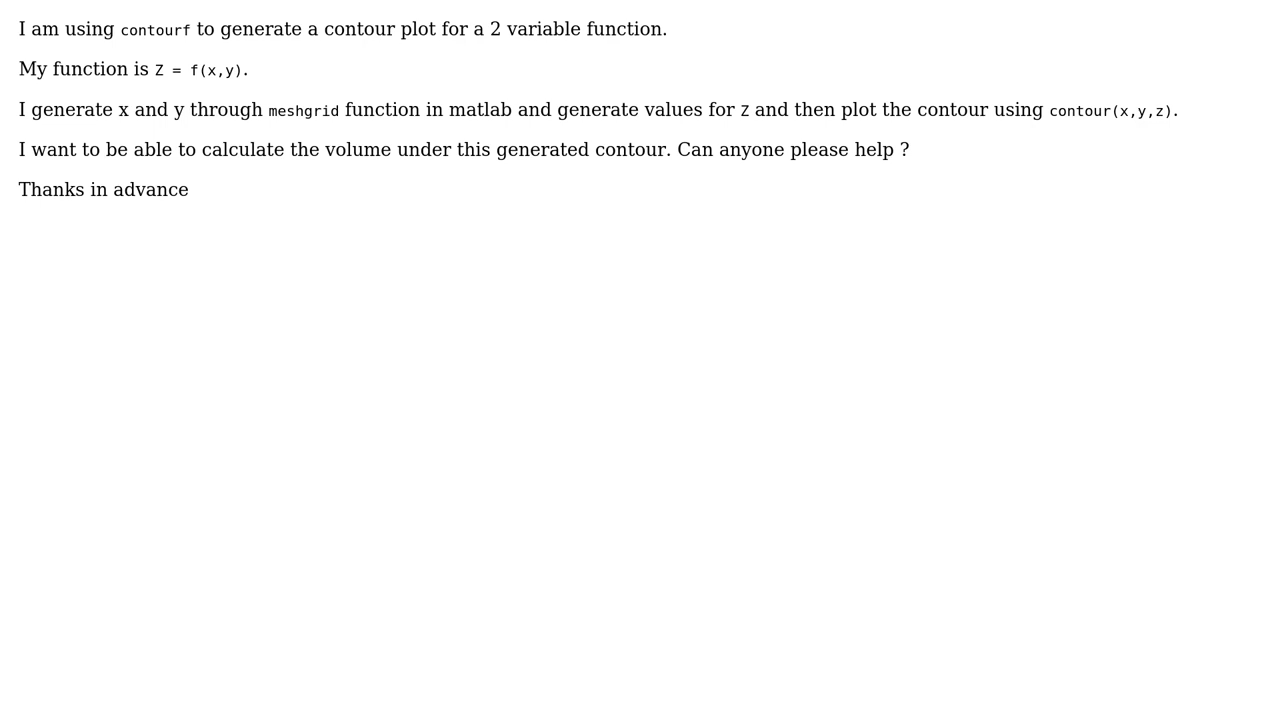 I am using contourf to generate a contour plot for a 2 variable function.
My function is Z = f(x,y).
I generate x and y through meshgrid function in matlab and generate values for Z and then plot the contour using contour(x,y,z).
I want to be able to calculate the volume under this generated contour. Can anyone please help ?
Thanks in advance